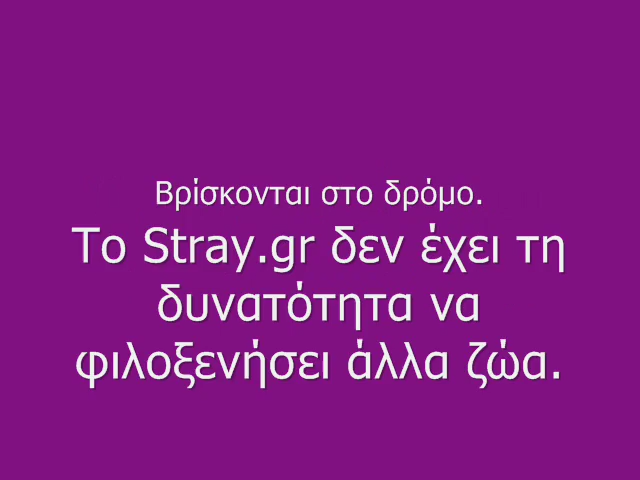 Βρίσκονται στο δρόμο.
Το Stray.gr δεν έχει τη
δυνατότητα να
φιλοξενήσει άλλα ζώα.